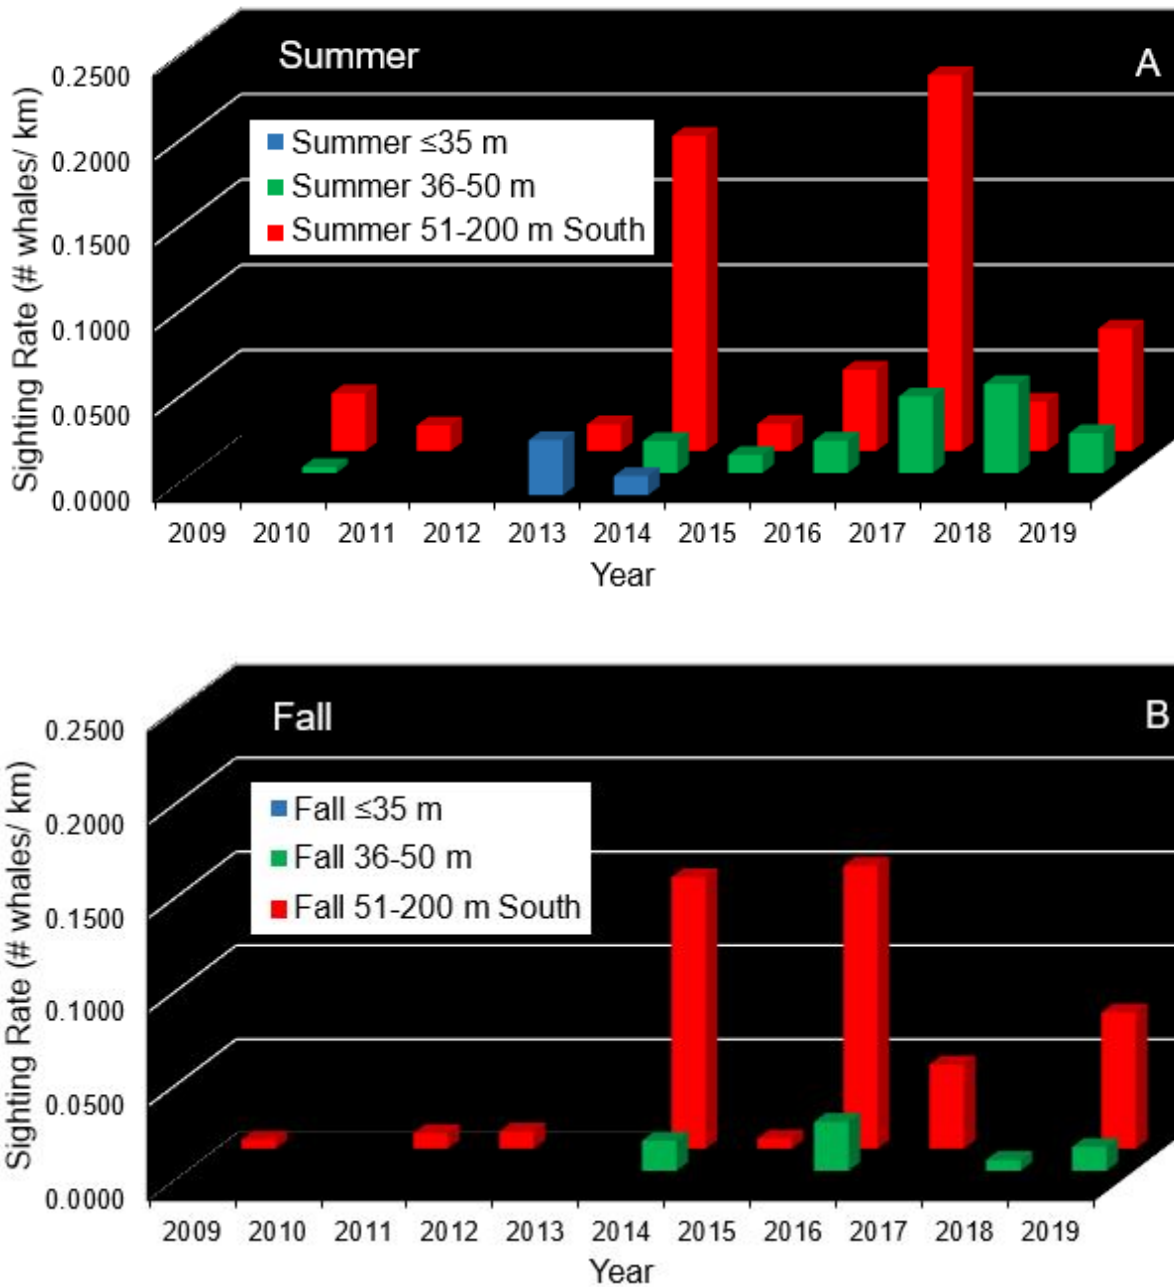 Summer
A
0.2500
0.2000
0.1500
0.1000
0.0500
0.0000
Sighting Rate (# whales/ km)
Summer ≤35 m
Summer 36-50 m
Summer 51-200 m South
2009 2010 2011 2012 2013 2014 2015 2016 2017 2018 2019
Year
Fall
B
0.2500
0.2000
0.1500
0.1000
0.0500
0.0000
Sighting Rate (# whales/ km)
Fall ≤35 m
Fall 36-50 m
Fall 51-200 m South
2009 2010 2011 2012 2013 2014 2015 2016 2017 2018 2019
Year